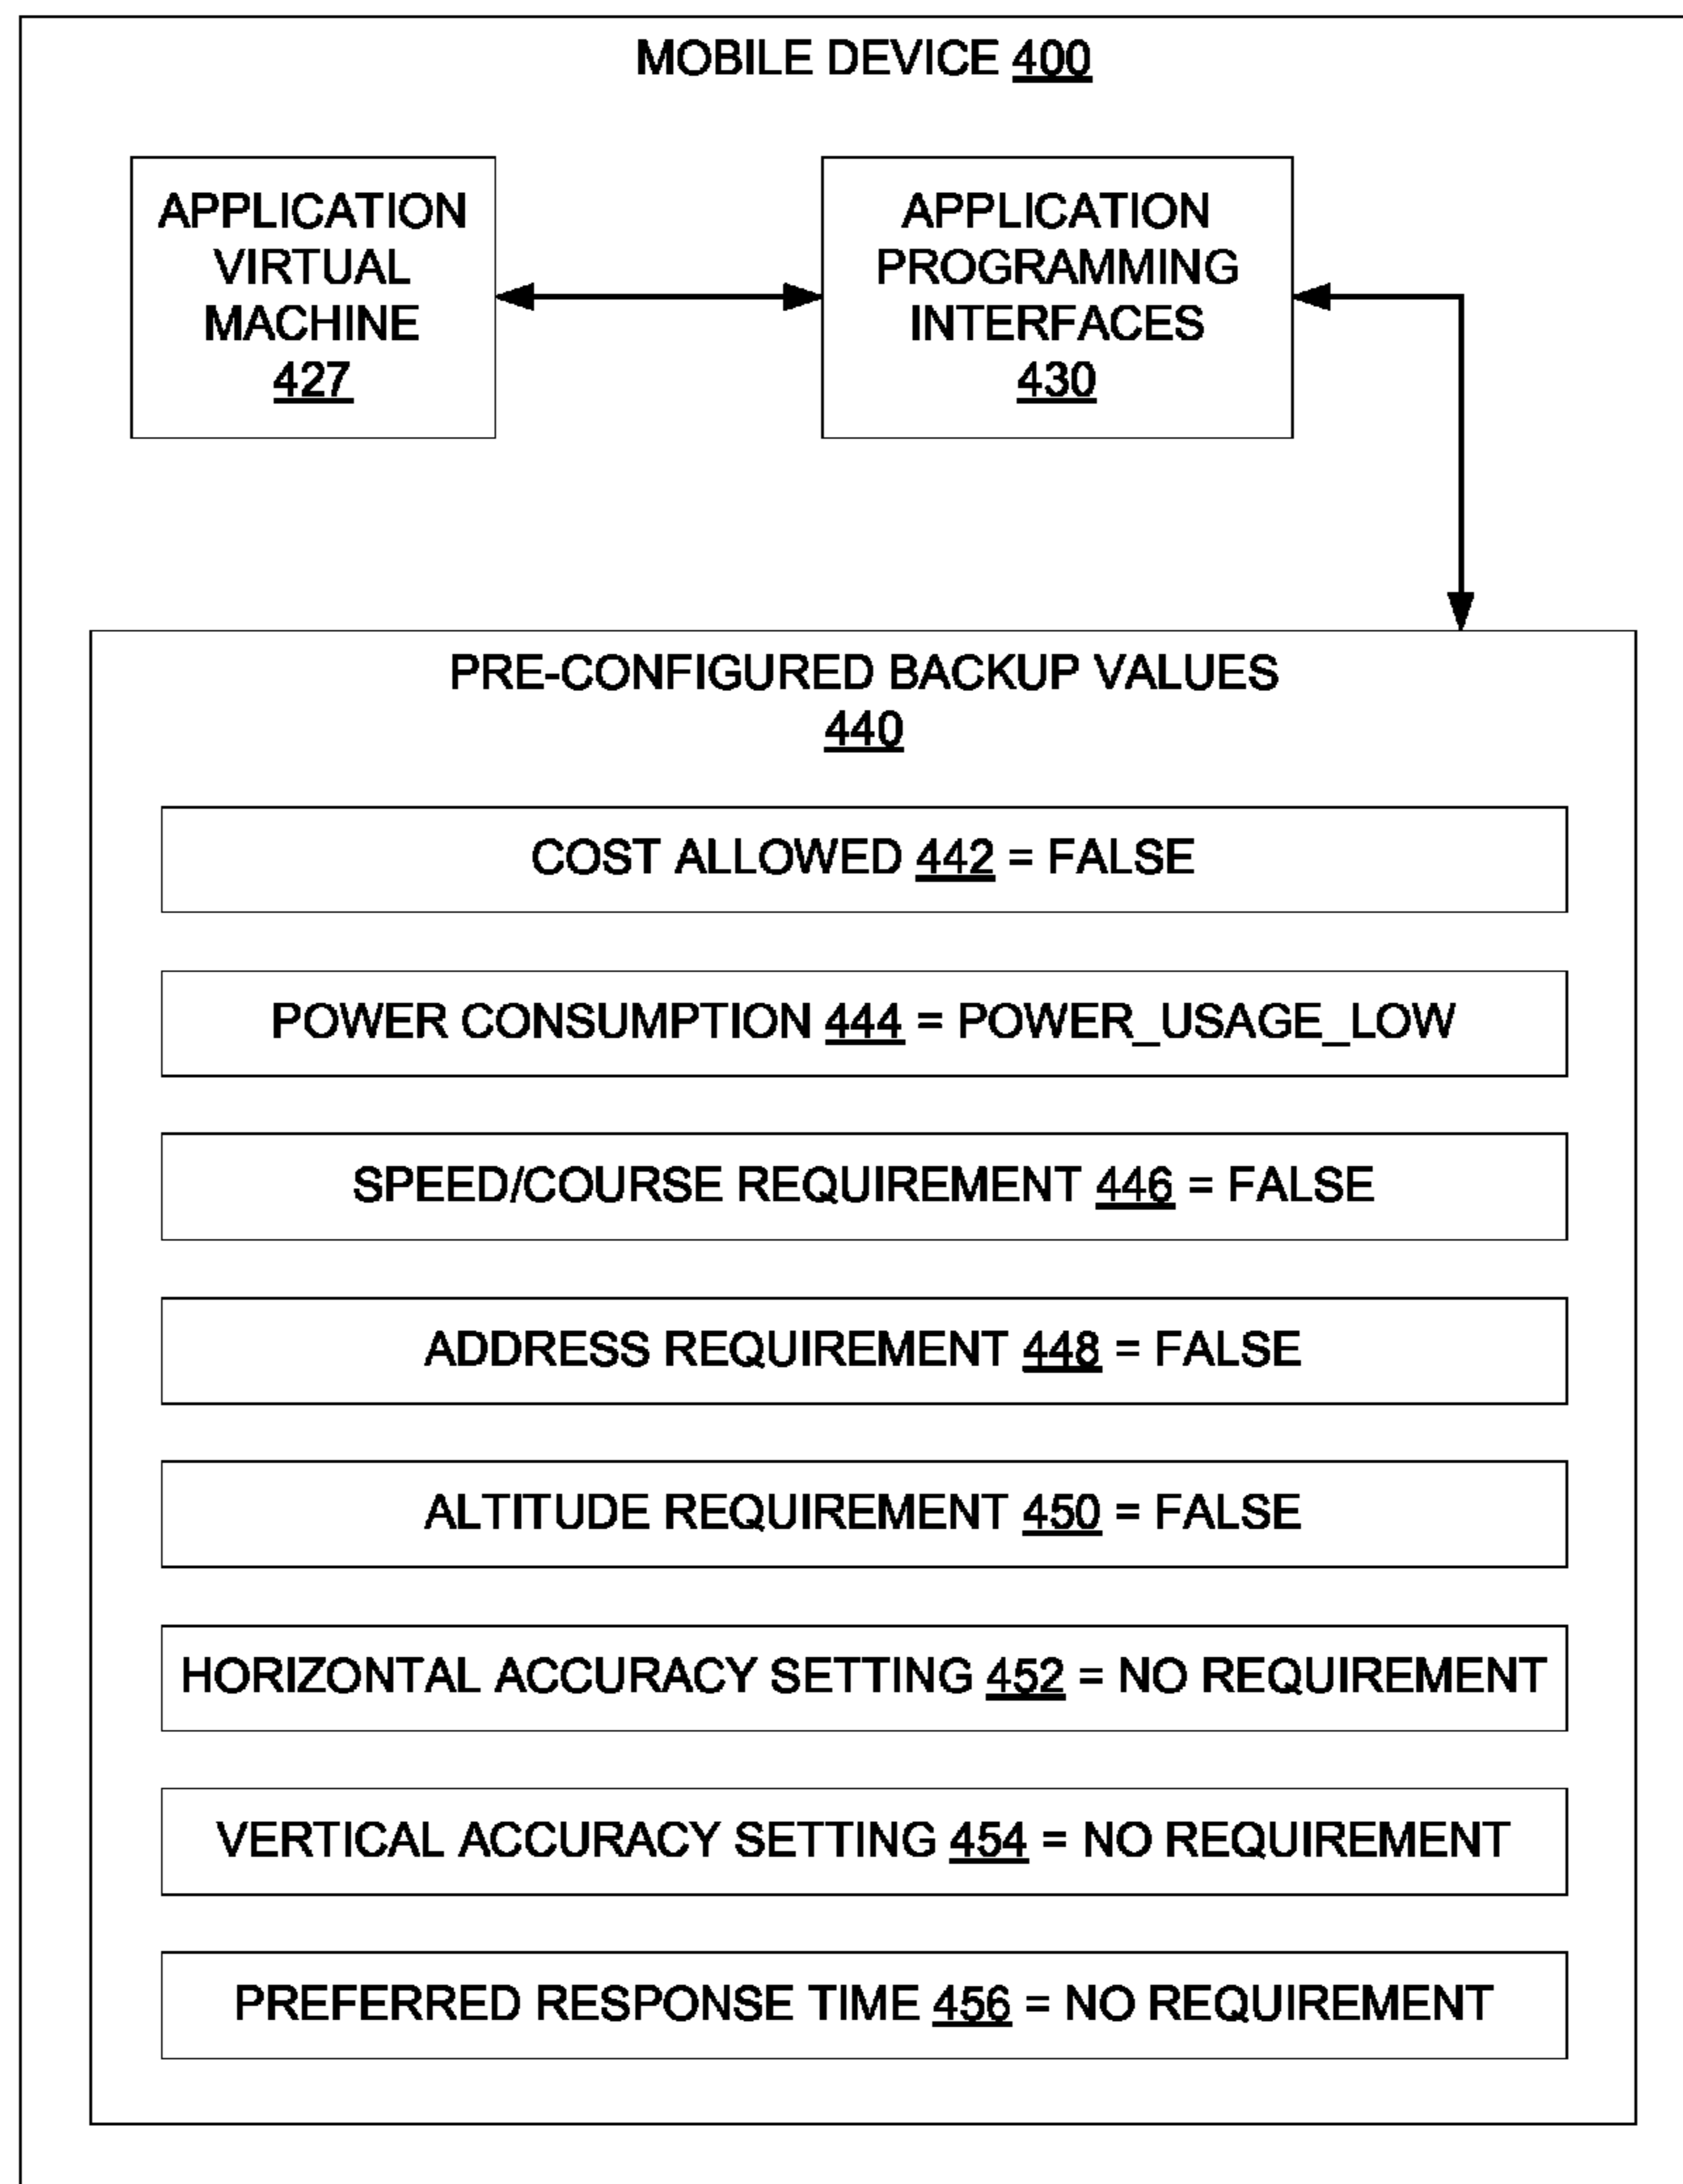 MOBILE DEVICE 400
APPLICATION
VIRTUAL
MACHINE
427
APPLICATION
PROGRAMMING
INTERFACES
430
PRE-CONFIGURED BACKUP VALUES
440
COST ALLOWED 442 = FALSE
POWER CONSUMPTION 444 = POWER_USAGE_LOW
SPEED/COURSE REQUIREMENT 446 = FALSE
ADDRESS REQUIREMENT 448 = FALSE
ALTITUDE REQUIREMENT 450 = FALSE
HORIZONTAL ACCURACY SETTING 452 = NO REQUIREMENT
VERTICAL ACCURACY SETTING 454 = NO REQUIREMENT
PREFERRED RESPONSE TIME 456 = NO REQUIREMENT